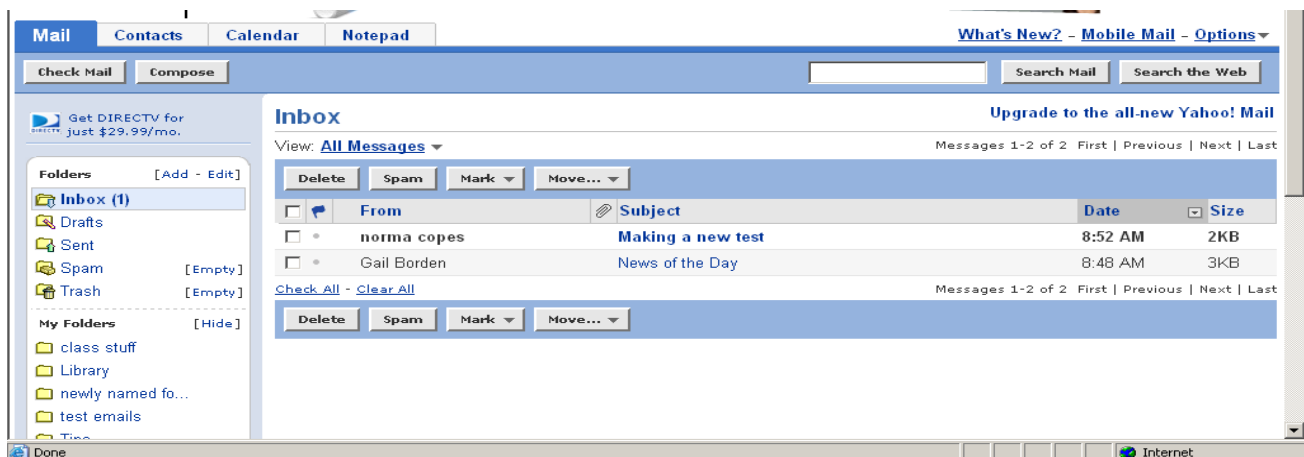 Mail Contacts Calendar Notepad What's New? - Mobile Mail - Options
Check Mail Compose Search Mail Search the Web
Get DIRECTV for
just $29.99/mo.
DIRECTV
Inbox Upgrade to the all-new Yahoo! Mail
View: All Messages Messages 1-2 of 2 First | Previous | Next | Last
Folders [Add - Edit]
Delete Spam Mark Move...
Inbox (1)
From Subject Date Size
Drafts
norma copes Making a new test 8:52 AM 2KB
Sent
Gail Borden News of the Day 8:48 AM 3KB
Spam [Empty]
Trash [Empty]
Check All - Clear All Messages 1-2 of 2 First | Previous | Next | Last
My Folders [Hide]
Delete Spam Mark Move...
class stuff
Library
newly named fo...
test emails
Done Internet